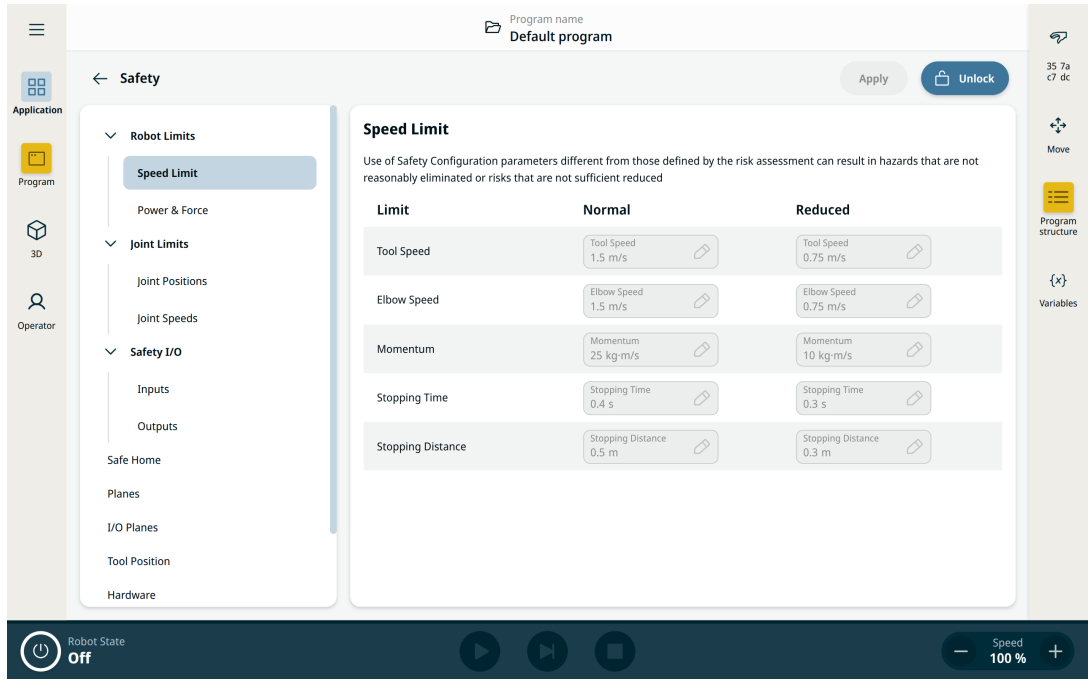 Program name
Default program
35 7a
c7 dc
Application
Program
3D
Operator
Safety
Apply
Unlock
Robot Limits
Speed Limit
Power & Force
Joint Limits
Joint Positions
Joint Speeds
Safety I/O
Inputs
Outputs
Safe Home
Planes
I/O Planes
Tool Position
Hardware
Speed Limit
Use of Safety Configuration parameters different from those defined by the risk assessment can result in hazards that are not
reasonably eliminated or risks that are not sufficient reduced
Limit Normal Reduced
Tool Speed
Tool Speed
1.5 m/s
Tool Speed
0.75 m/s
Elbow Speed
Elbow Speed
1.5 m/s
Elbow Speed
0.75 m/s
Momentum
Momentum
25 kg·m/s
Momentum
10 kg·m/s
Stopping Time
Stopping Time
0.4 s
Stopping Time
0.3 s
Stopping Distance
Stopping Distance
0.5 m
Stopping Distance
0.3 m
Move
Program
structure
{x}
Variables
Robot State
Off
Speed
100 %